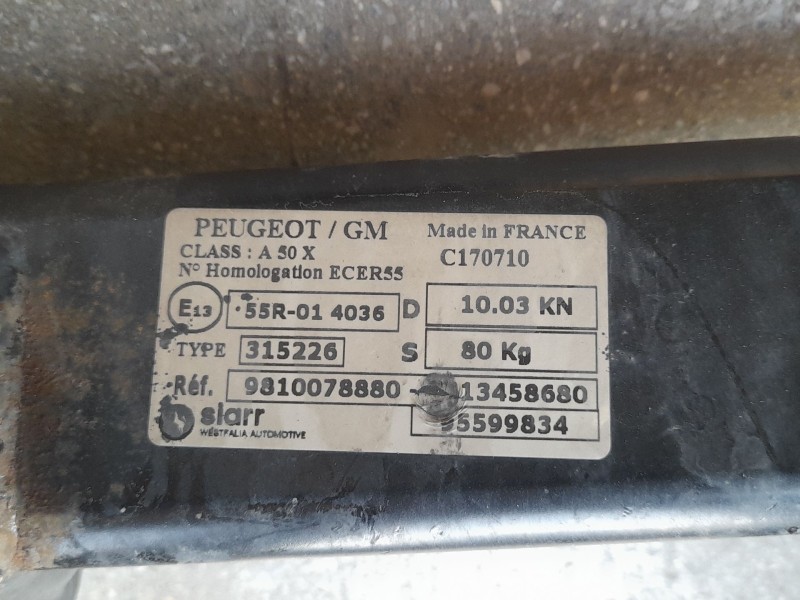 PEUGEOT / GM Made in FRANCE
CLASS : A 50 X C170710
N° Homologation ECER55
E13 55R-01 4036 D 10.03 KN
TYPE 315226 S 80 Kg
Réf. 9810078880 13458680
siarr 5599834
WESTFALIA AUTOMOTIVE